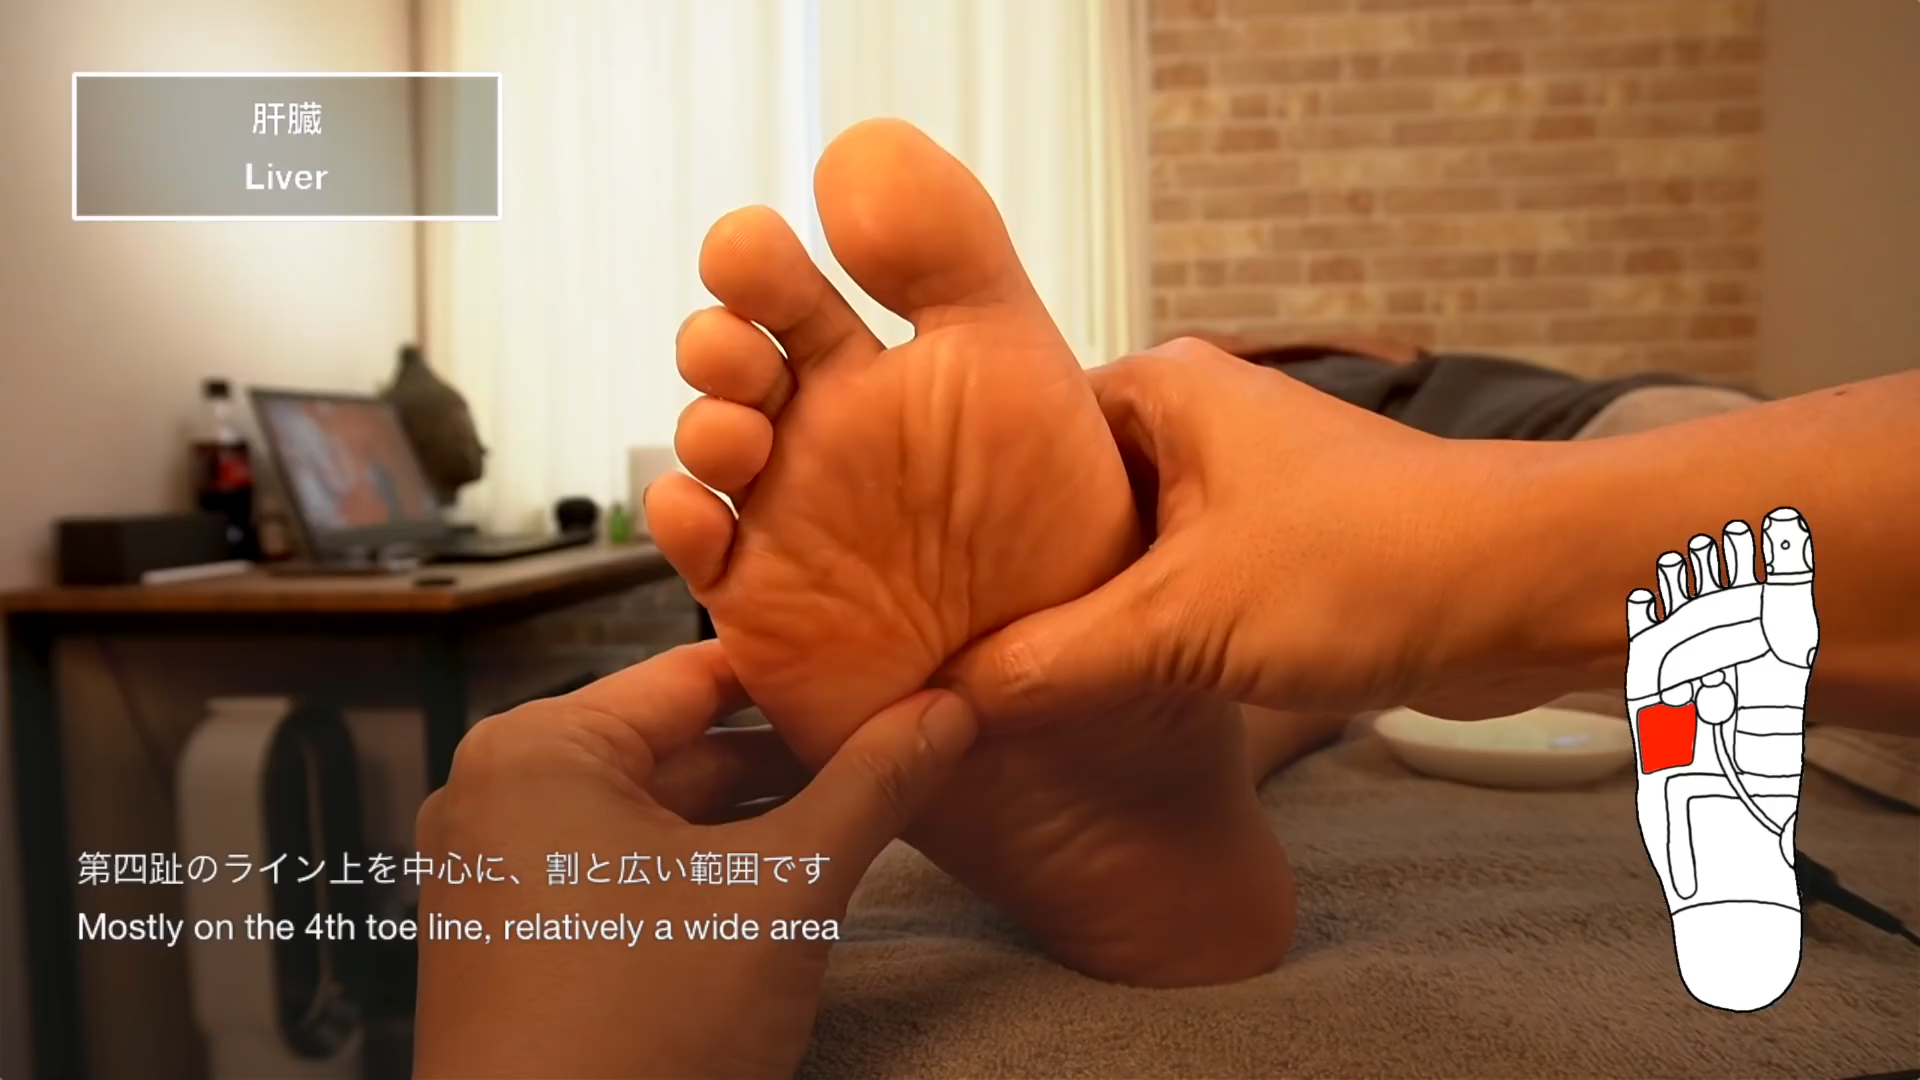 肝臓
Liver
第四趾のライン上を中心に、割と広い範囲です
Mostly on the 4th toe line, relatively a wide area